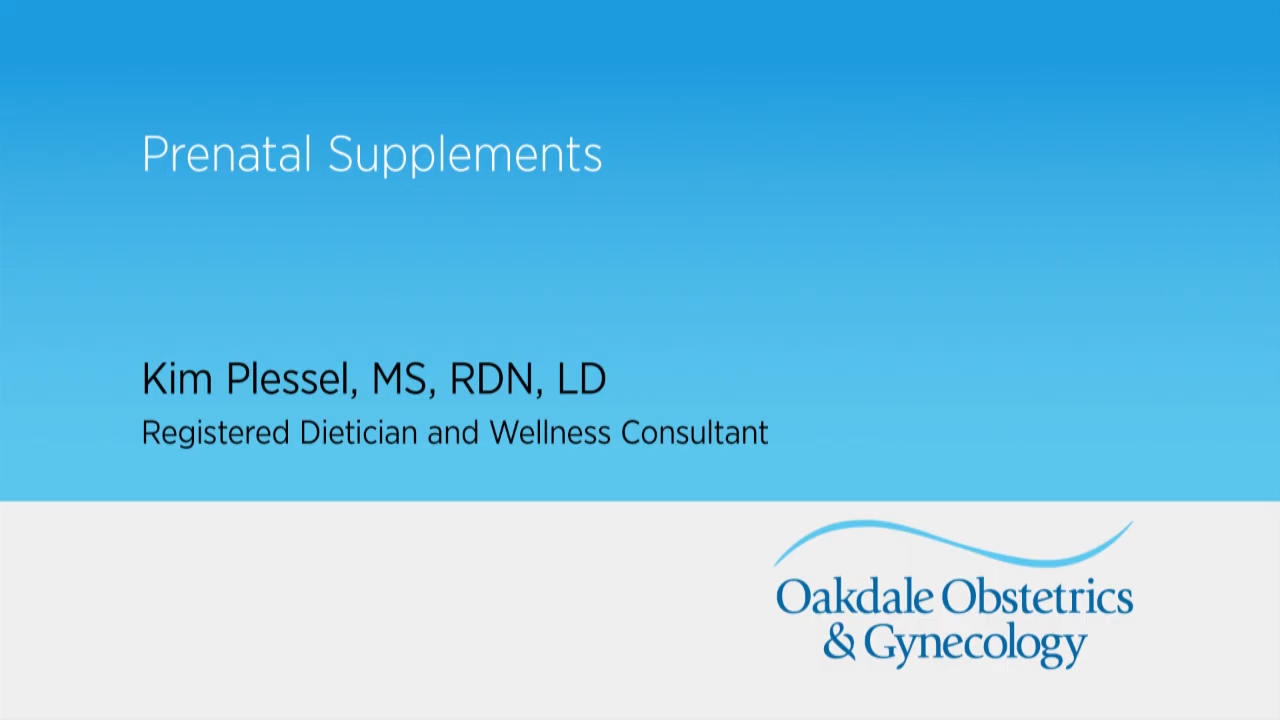 Prenatal Supplements
Kim Plessel, MS, RDN, LD
Registered Dietician and Wellness Consultant
Oakdale Obstetrics
& Gynecology